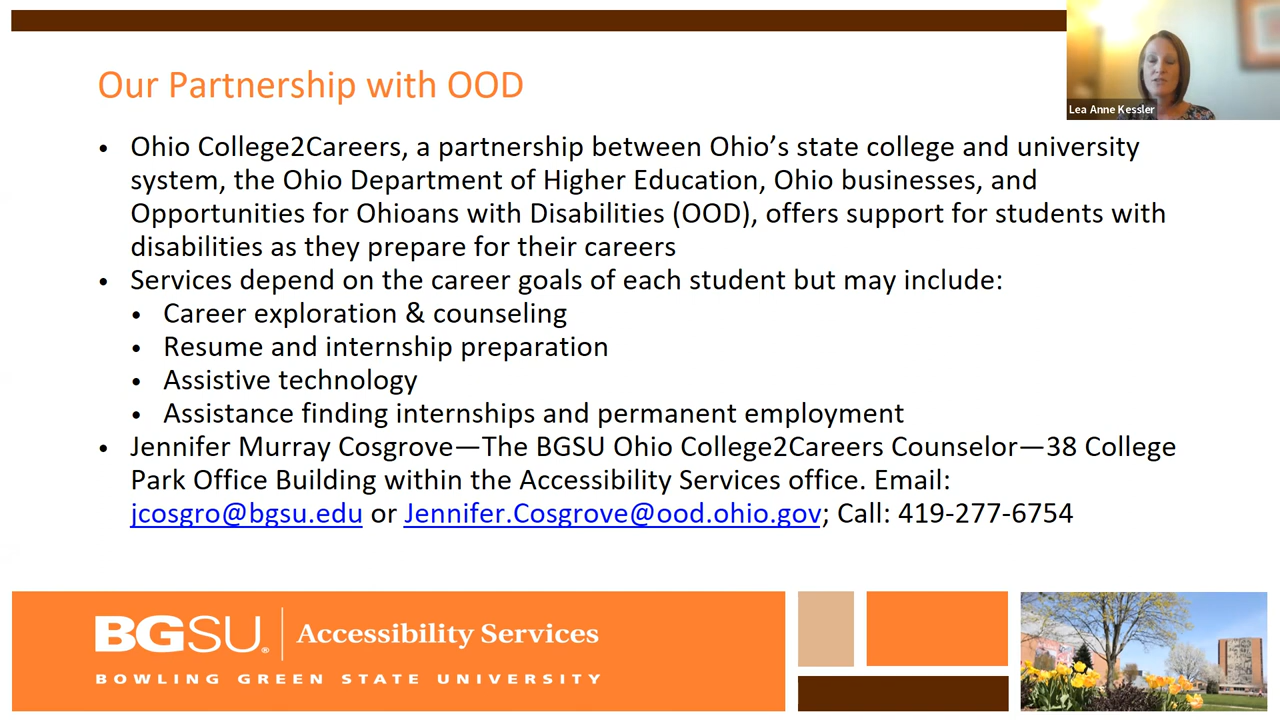 Our Partnership with OOD
Lea Anne Kessler
• Ohio College2Careers, a partnership between Ohio’s state college and university
system, the Ohio Department of Higher Education, Ohio businesses, and
Opportunities for Ohioans with Disabilities (OOD), offers support for students with
disabilities as they prepare for their careers
• Services depend on the career goals of each student but may include:
• Career exploration & counseling
• Resume and internship preparation
• Assistive technology
• Assistance finding internships and permanent employment
• Jennifer Murray Cosgrove—The BGSU Ohio College2Careers Counselor—38 College
Park Office Building within the Accessibility Services office. Email:
jcosgro@bgsu.edu or Jennifer.Cosgrove@ood.ohio.gov; Call: 419-277-6754
BGSU® Accessibility Services
BOWLING GREEN STATE UNIVERSITY